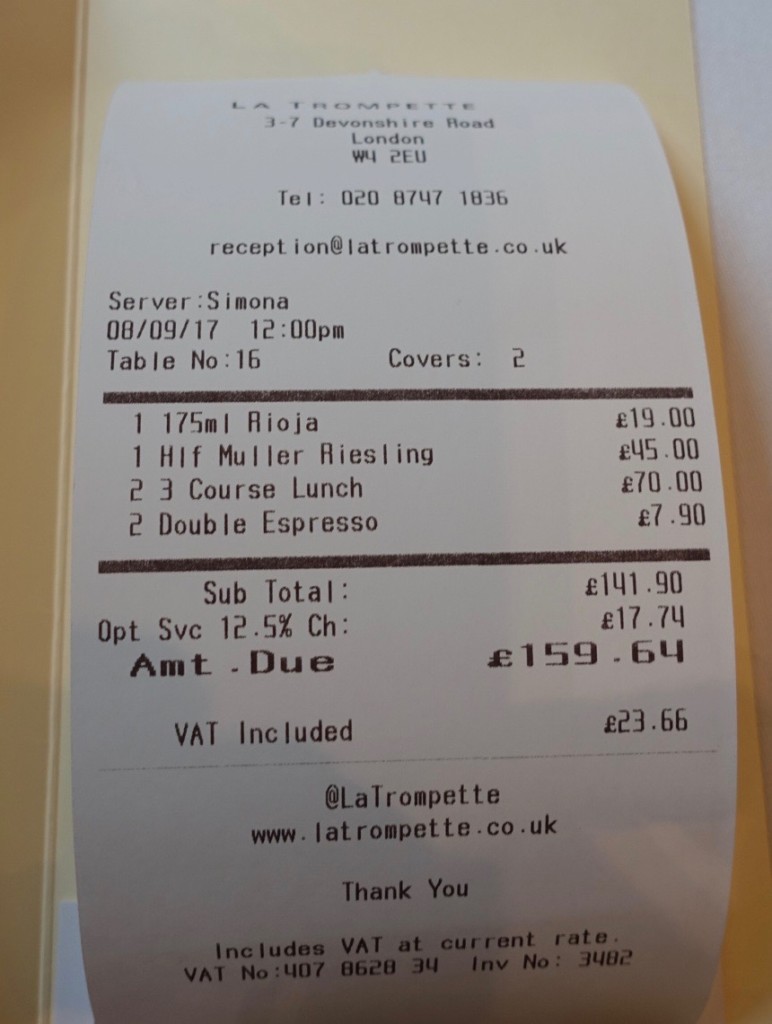 LA TROMPETTE
3-7 Devonshire Road
London
W4 2EU
Tel: 020 8747 1836
reception@latrompette.co.uk
Server:Simona
08/09/17 12:00pm
Table No:16 Covers: 2
1 175ml Rioja £19.00
1 Hlf Muller Riesling £45.00
2 3 Course Lunch £70.00
2 Double Espresso £7.90
Sub Total: £141.90
Opt Svc 12.5% Ch: £17.74
Amt.Due £159.64
VAT Included £23.66
@LaTrompette
www.latrompette.co.uk
Thank You
Includes VAT at current rate.
VAT No:407 8628 34 Inv No: 3482